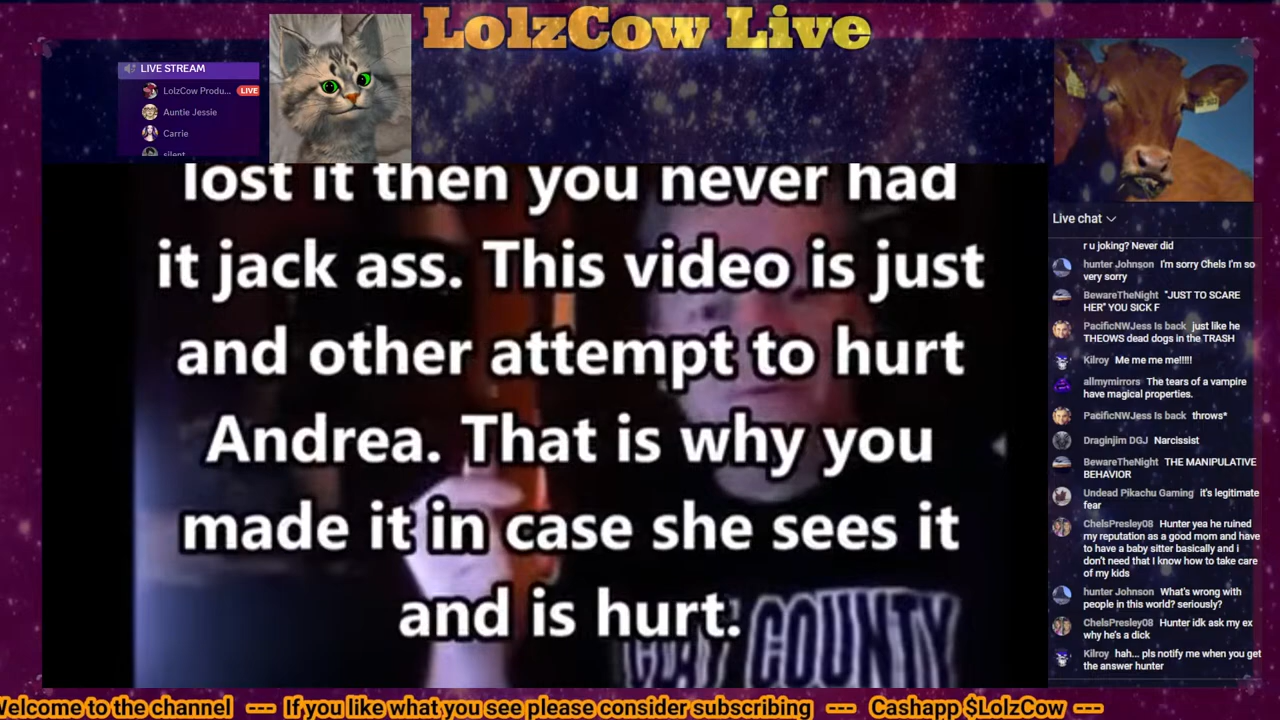 LolzCow Live
LIVE STREAM
LolzCow Produ... LIVE
Auntie Jessie
Carrie
silent
lost it then you never had
it jack ass. This video is just
and other attempt to hurt
Andrea. That is why you
made it in case she sees it
and is hurt.
COUNTY
Live chat
r u joking? Never did
hunter Johnson I'm sorry Chels I'm so
very sorry
BewareTheNight "JUST TO SCARE
HER" YOU SICK F
PacificNWJess Is back just like he
THEOWS dead dogs in the TRASH
Kilroy Me me me me!!!!!
allmymirrors The tears of a vampire
have magical properties.
PacificNWJess Is back throws*
Draginjim DGJ Narcissist
BewareTheNight THE MANIPULATIVE
BEHAVIOR
Undead Pikachu Gaming it's legitimate
fear
ChelsPresley08 Hunter yea he ruined
my reputation as a good mom and have
to have a baby sitter basically and i
don't need that I know how to take care
of my kids
hunter Johnson What's wrong with
people in this world? seriously?
ChelsPresley08 Hunter idk ask my ex
why he's a dick
Kilroy hah... pls notify me when you get
the answer hunter
Welcome to the channel --- If you like what you see please consider subscribing --- Cashapp $LolzCow ---